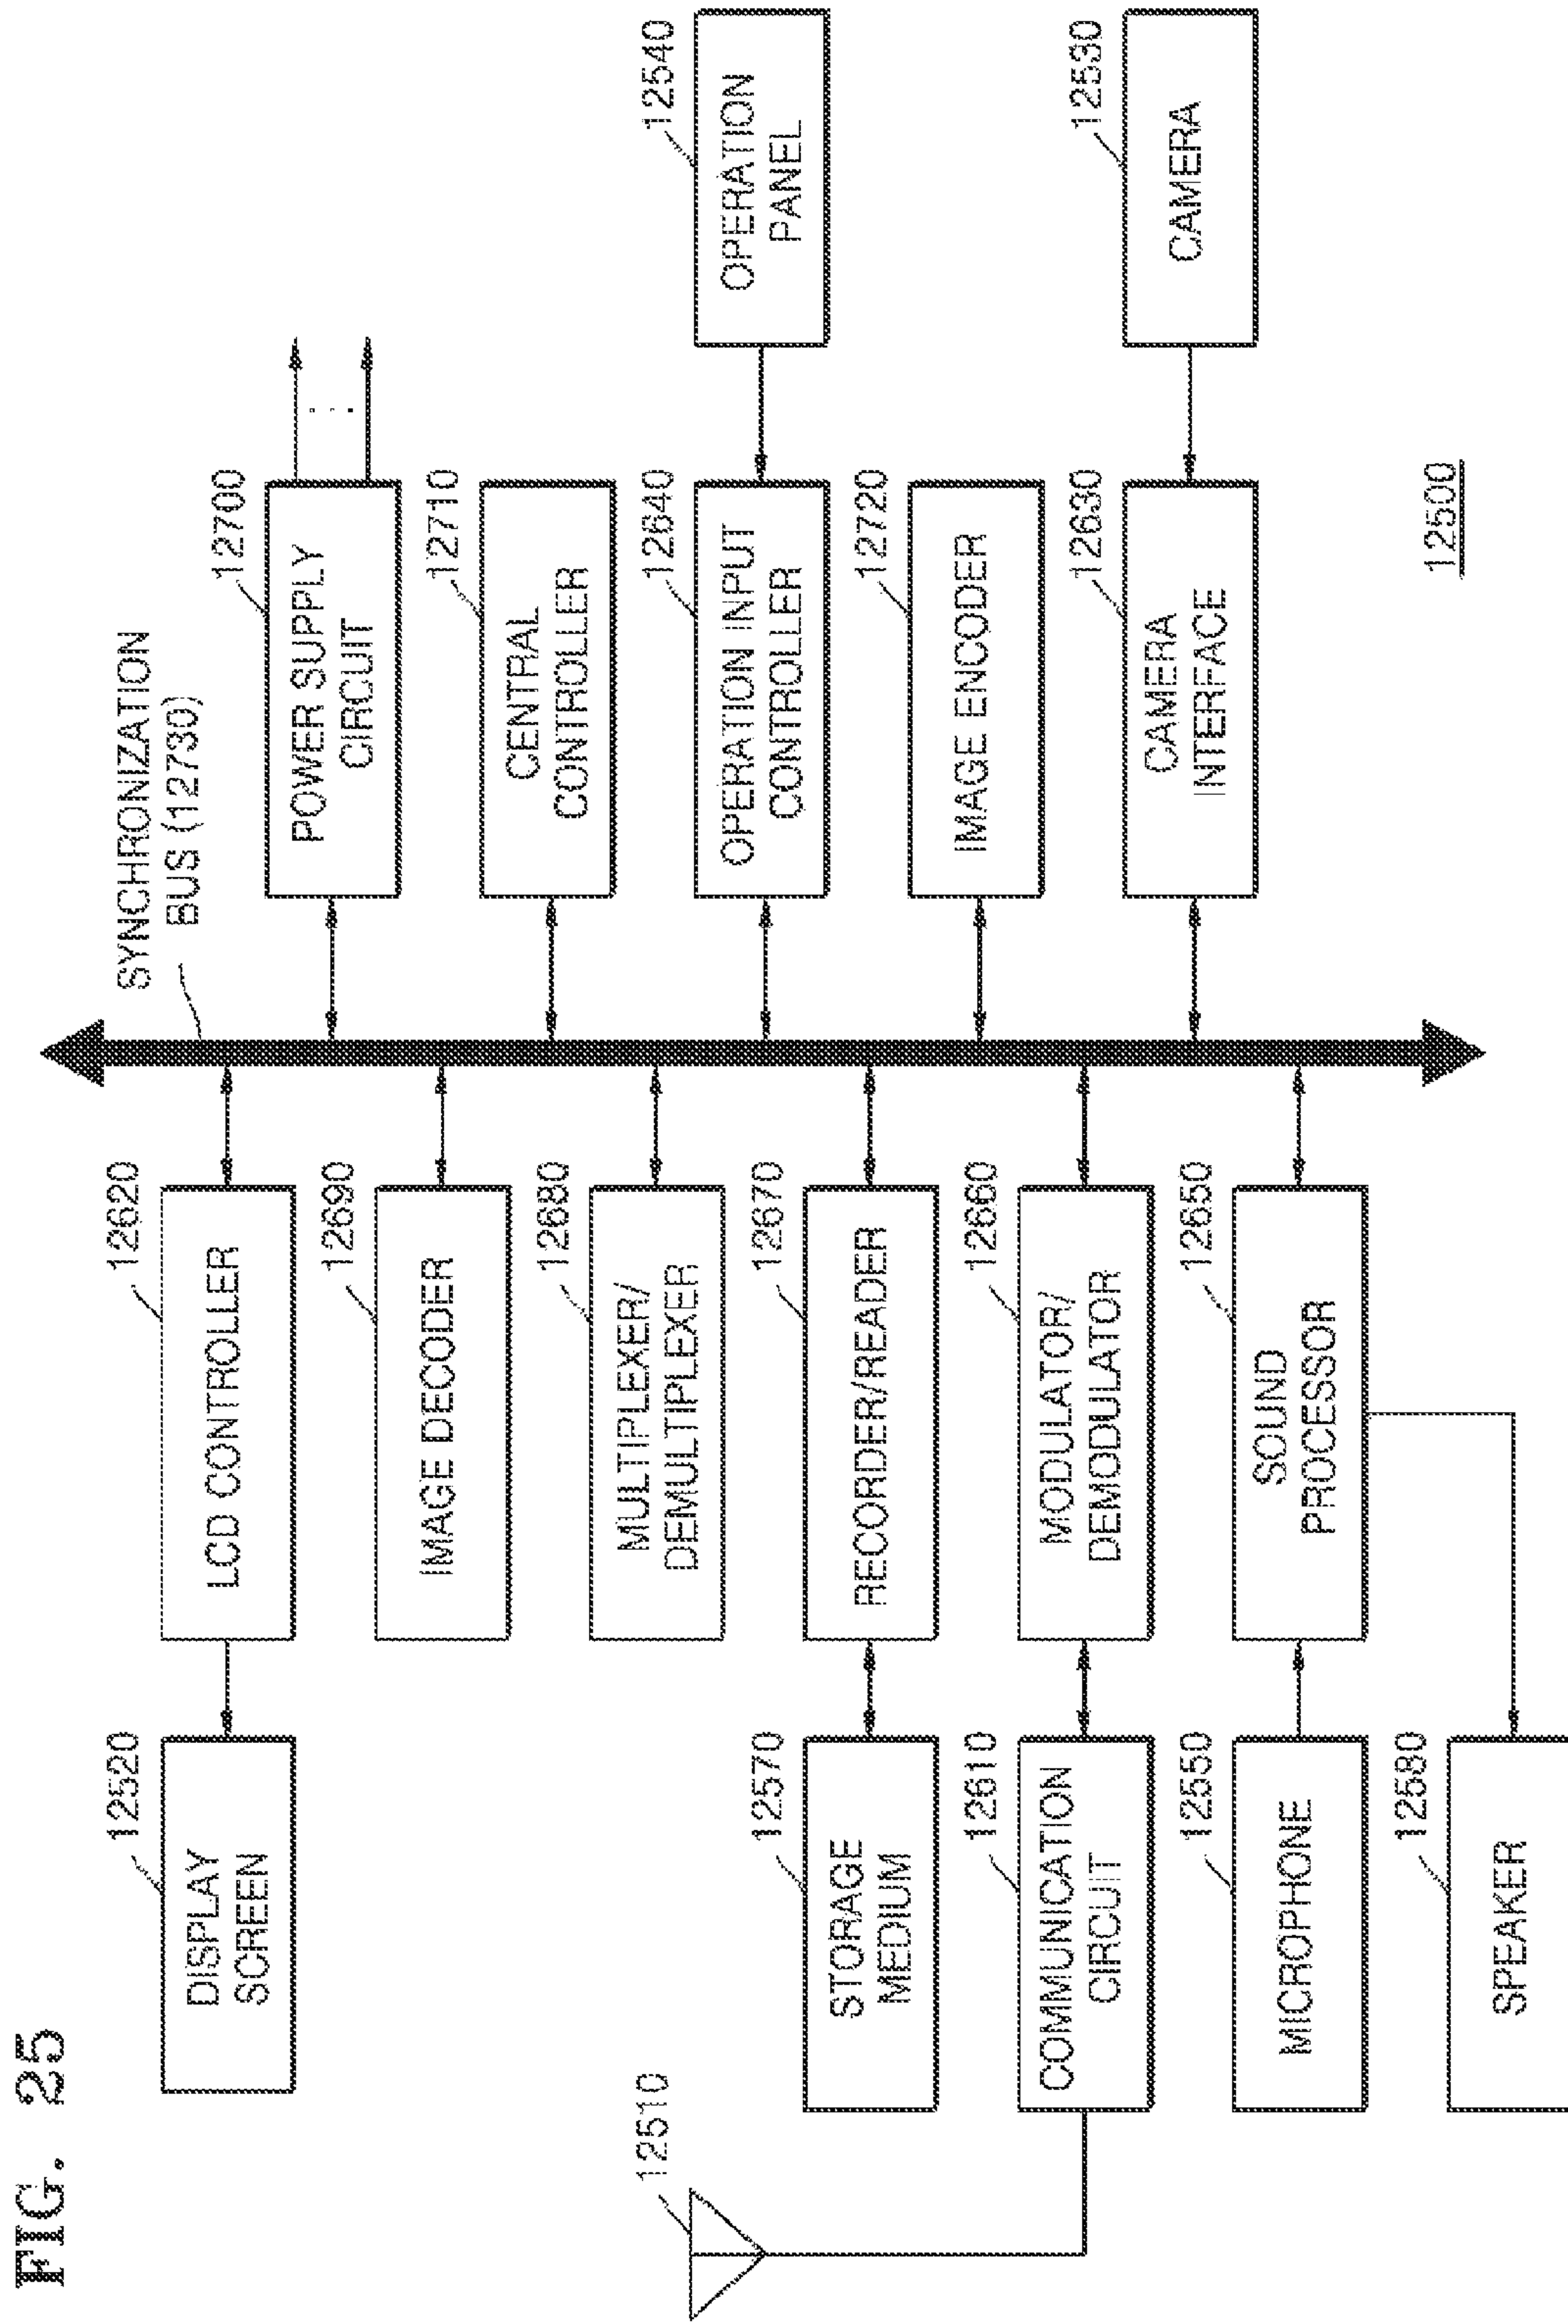 FIG. 25
SYNCHRONIZATION
BUS (12730)
12520
DISPLAY
SCREEN
12620
LCD CONTROLLER
12700
POWER SUPPLY
CIRCUIT
...
12690
IMAGE DECODER
12710
CENTRAL
CONTROLLER
12680
MULTIPLEXER/
DEMULTIPLEXER
12640
OPERATION INPUT
CONTROLLER
12540
OPERATION
PANEL
12510
12570
STORAGE
MEDIUM
12670
RECORDER/READER
12720
IMAGE ENCODER
12610
COMMUNICATION
CIRCUIT
12660
MODULATOR/
DEMODULATOR
12630
CAMERA
INTERFACE
12530
CAMERA
12550
MICROPHONE
12650
SOUND
PROCESSOR
12580
SPEAKER
12500